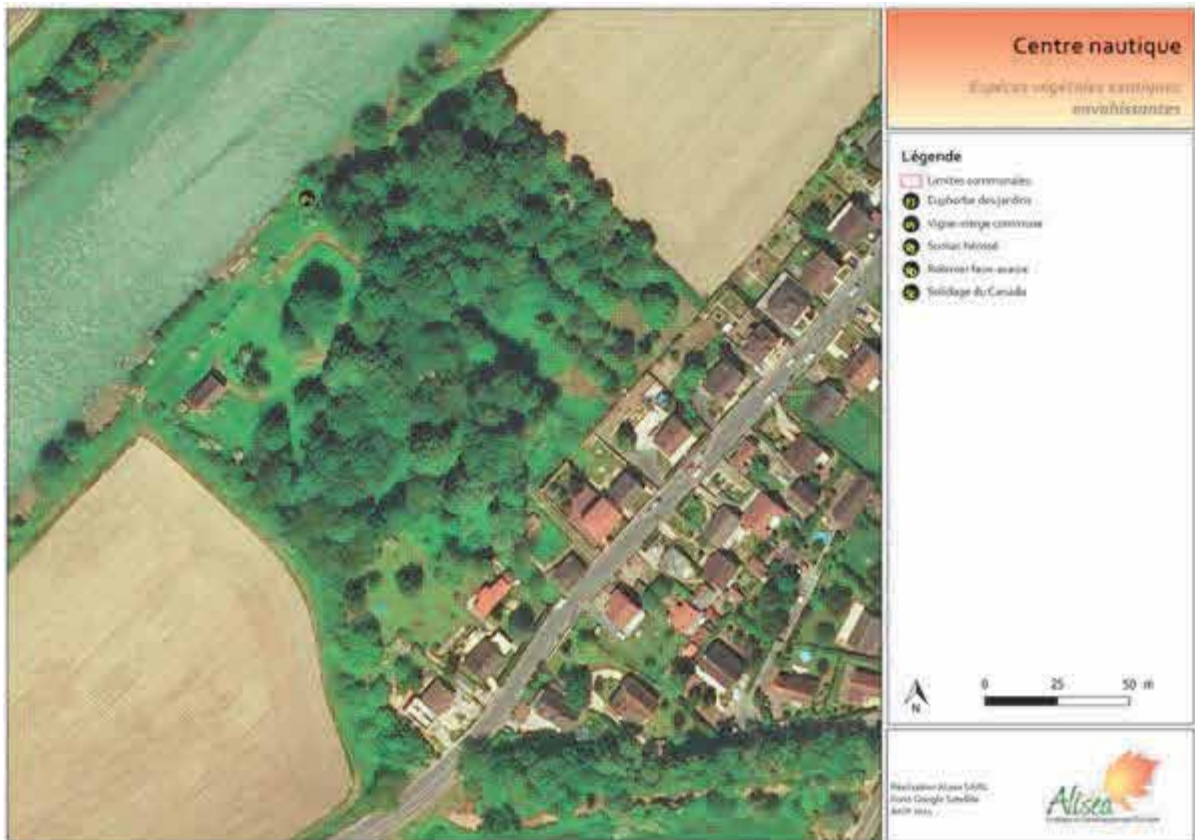 Centre nautique
Espèces végétales exotiques
envahissantes
Légende
Limites communales
Euphorbe des jardins
Vigne-vierge commune
Sumac hérissé
Robinier faux-acacia
Solidage du Canada
0 25 50 m
N
Réalisation Alisea SARL
Fond Google Satellite
Alisea